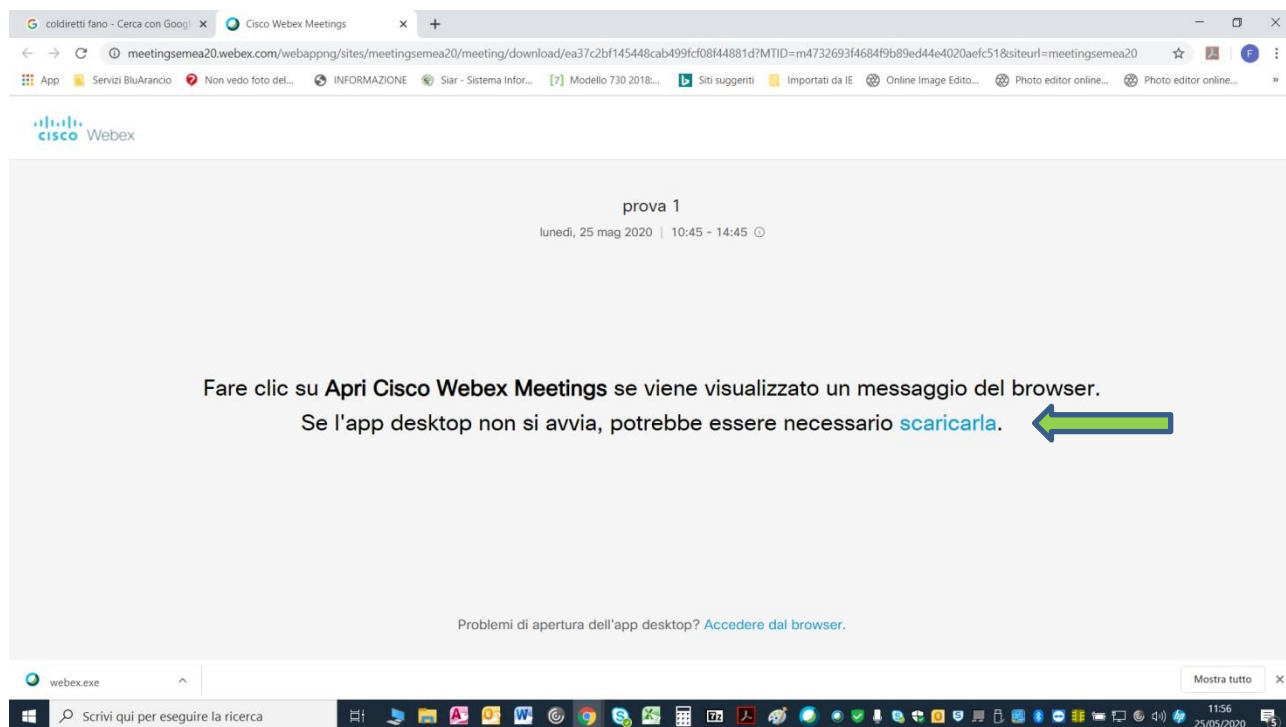 coldiretti fano - Cerca con Googl
Cisco Webex Meetings
meetingsemea20.webex.com/webappng/sites/meetingsemea20/meeting/download/ea37c2bf145448cab499fcf08f44881d?MTID=m4732693f4684f9b89ed44e4020aefc51&siteurl=meetingsemea20
F
App Servizi BluArancio Non vedo foto del... INFORMAZIONE Siar - Sistema Infor... [7] Modello 730 2018:... Siti suggeriti Importati da IE Online Image Edito... Photo editor online... Photo editor online... »
cisco Webex
prova 1
lunedì, 25 mag 2020 | 10:45 - 14:45
Fare clic su Apri Cisco Webex Meetings se viene visualizzato un messaggio del browser.
Se l'app desktop non si avvia, potrebbe essere necessario scaricarla.
Problemi di apertura dell'app desktop? Accedere dal browser.
webex.exe
Mostra tutto
Scrivi qui per eseguire la ricerca
11:56
25/05/2020